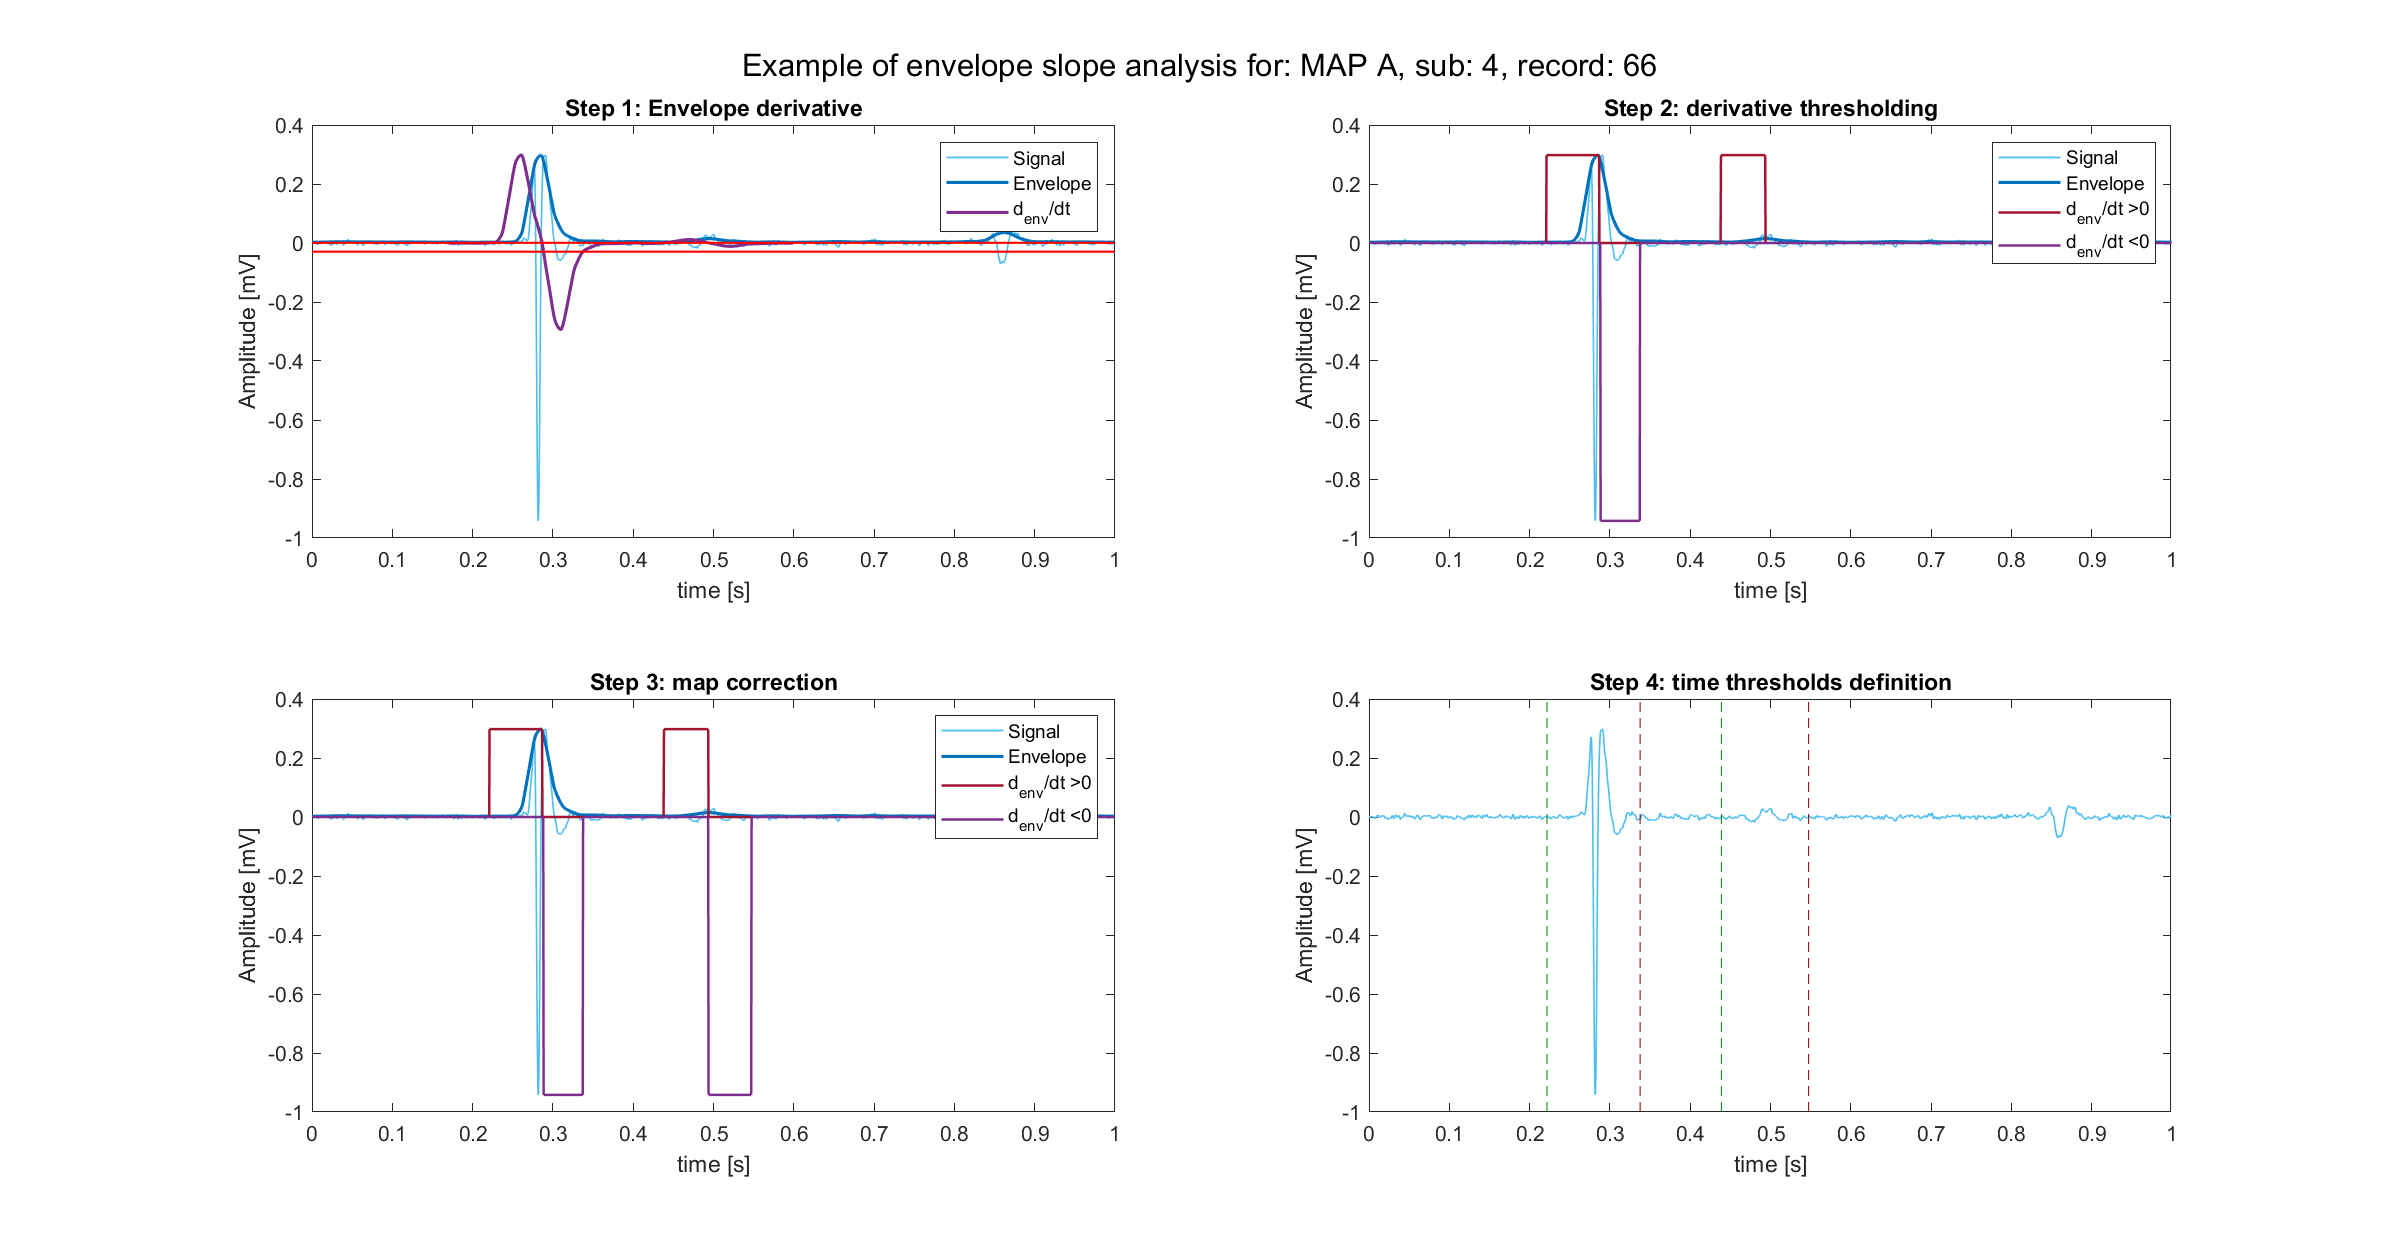 Example of envelope slope analysis for: MAP A, sub: 4, record: 66
Step 1: Envelope derivative
0.4
0.2
0
-0.2
-0.4
-0.6
-0.8
-1
Amplitude [mV]
Signal
Envelope
d_env/dt
0 0.1 0.2 0.3 0.4 0.5 0.6 0.7 0.8 0.9 1
time [s]
Step 2: derivative thresholding
0.4
0.2
0
-0.2
-0.4
-0.6
-0.8
-1
Amplitude [mV]
Signal
Envelope
d_env/dt >0
d_env/dt <0
0 0.1 0.2 0.3 0.4 0.5 0.6 0.7 0.8 0.9 1
time [s]
Step 3: map correction
0.4
0.2
0
-0.2
-0.4
-0.6
-0.8
-1
Amplitude [mV]
Signal
Envelope
d_env/dt >0
d_env/dt <0
0 0.1 0.2 0.3 0.4 0.5 0.6 0.7 0.8 0.9 1
time [s]
Step 4: time thresholds definition
0.4
0.2
0
-0.2
-0.4
-0.6
-0.8
-1
Amplitude [mV]
0 0.1 0.2 0.3 0.4 0.5 0.6 0.7 0.8 0.9 1
time [s]